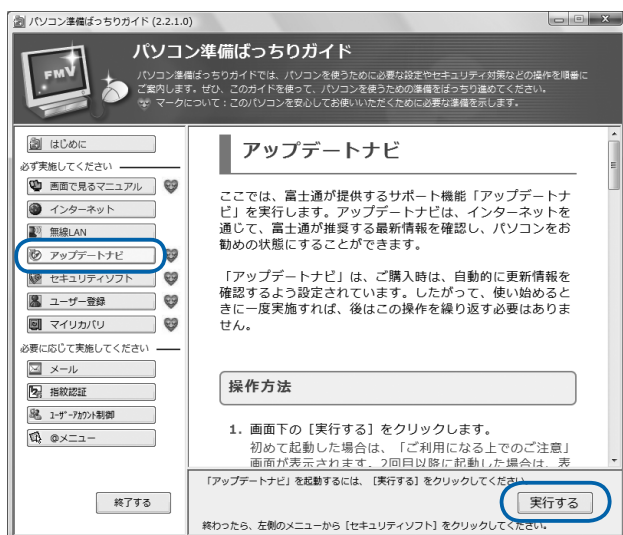 パソコン準備ばっちりガイド (2.2.1.0)
FMV
パソコン準備ばっちりガイド
パソコン準備ばっちりガイドでは、パソコンを使うために必要な設定やセキュリティ対策などの操作を順番に
ご案内します。ぜひ、このガイドを使って、パソコンを使うための準備をばっちり進めてください。
マークについて:このパソコンを安心してお使いいただくために必要な準備を示します。
はじめに
必ず実施してください
画面で見るマニュアル
インターネット
無線LAN
アップデートナビ
セキュリティソフト
ユーザー登録
マイリカバリ
必要に応じて実施してください
メール
指紋認証
ユーザーアカウント制御
@メニュー
終了する
アップデートナビ
ここでは、富士通が提供するサポート機能「アップデートナ
ビ」を実行します。アップデートナビは、インターネットを
通じて、富士通が推奨する最新情報を確認し、パソコンをお
勧めの状態にすることができます。
「アップデートナビ」は、ご購入時は、自動的に更新情報を
確認するよう設定されています。したがって、使い始めると
きに一度実施すれば、後はこの操作を繰り返す必要はありま
せん。
操作方法
1. 画面下の［実行する］をクリックします。
初めて起動した場合は、「ご利用になる上でのご注意」
画面が表示されます。2回目以降に起動した場合は、表
「アップデートナビ」を起動するには、［実行する］をクリックしてください。
実行する
終わったら、左側のメニューから［セキュリティソフト］をクリックしてください。